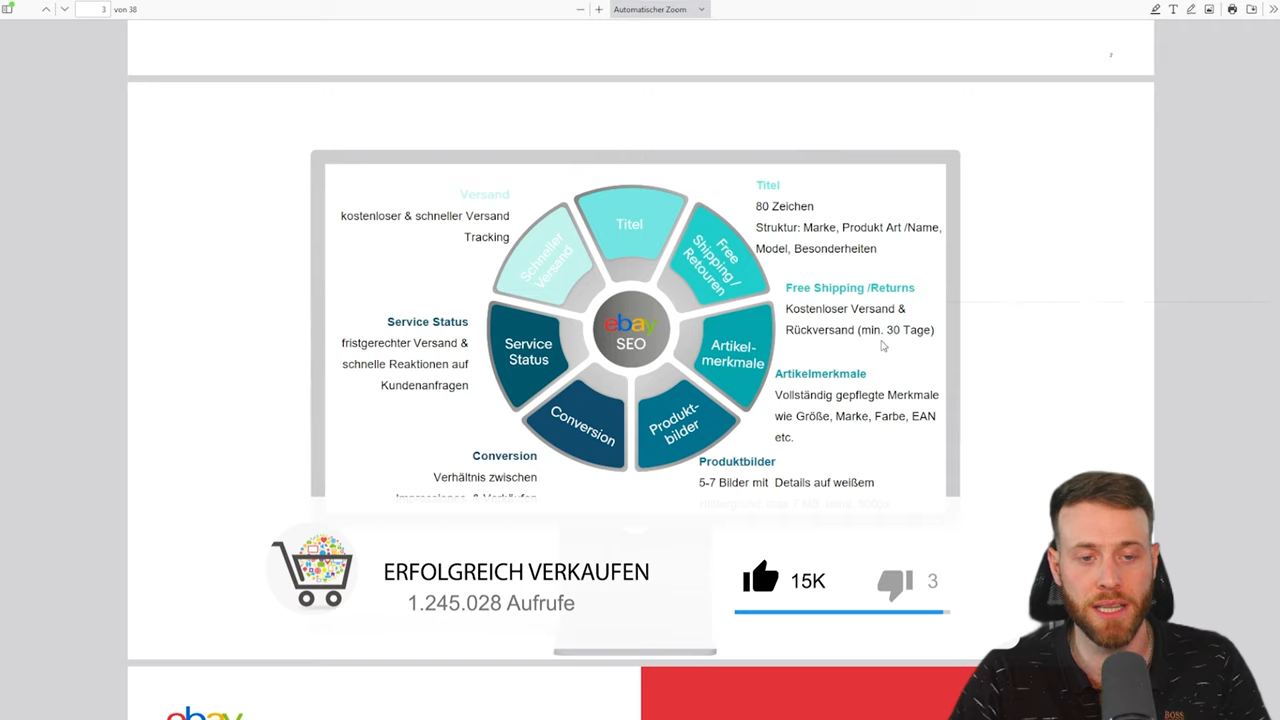 3
von 38
Automatischer Zoom
2
Versand
kostenloser & schneller Versand
Tracking
Service Status
fristgerechter Versand &
schnelle Reaktionen auf
Kundenanfragen
Conversion
Verhältnis zwischen
Impressionen & Verkäufen
Titel
Free
Shipping /
Retouren
Artikel-
merkmale
Produkt-
bilder
Conversion
Service
Status
Schneller
Versand
ebay
SEO
Titel
80 Zeichen
Struktur: Marke, Produkt Art /Name,
Model, Besonderheiten
Free Shipping /Returns
Kostenloser Versand &
Rückversand (min. 30 Tage)
Artikelmerkmale
Vollständig gepflegte Merkmale
wie Größe, Marke, Farbe, EAN
etc.
Produktbilder
5-7 Bilder mit Details auf weißem
ERFOLGREICH VERKAUFEN
1.245.028 Aufrufe
15K
3
ebay
BOSS